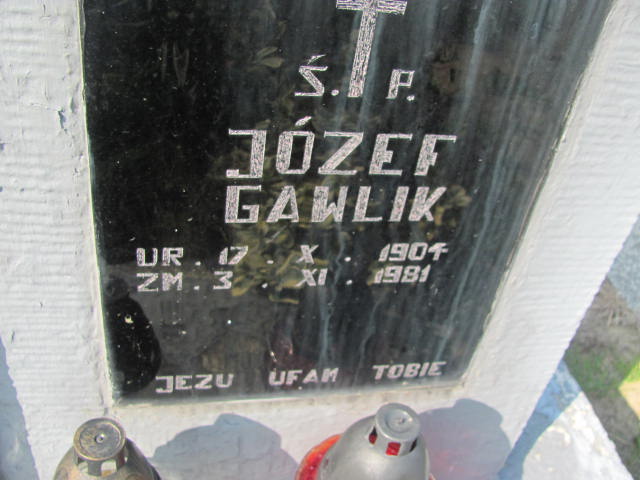 Ś. P.
JÓZEF
GAWLIK
UR. 17. X. 1904
ZM. 3. XI. 1981
JEZU UFAM TOBIE